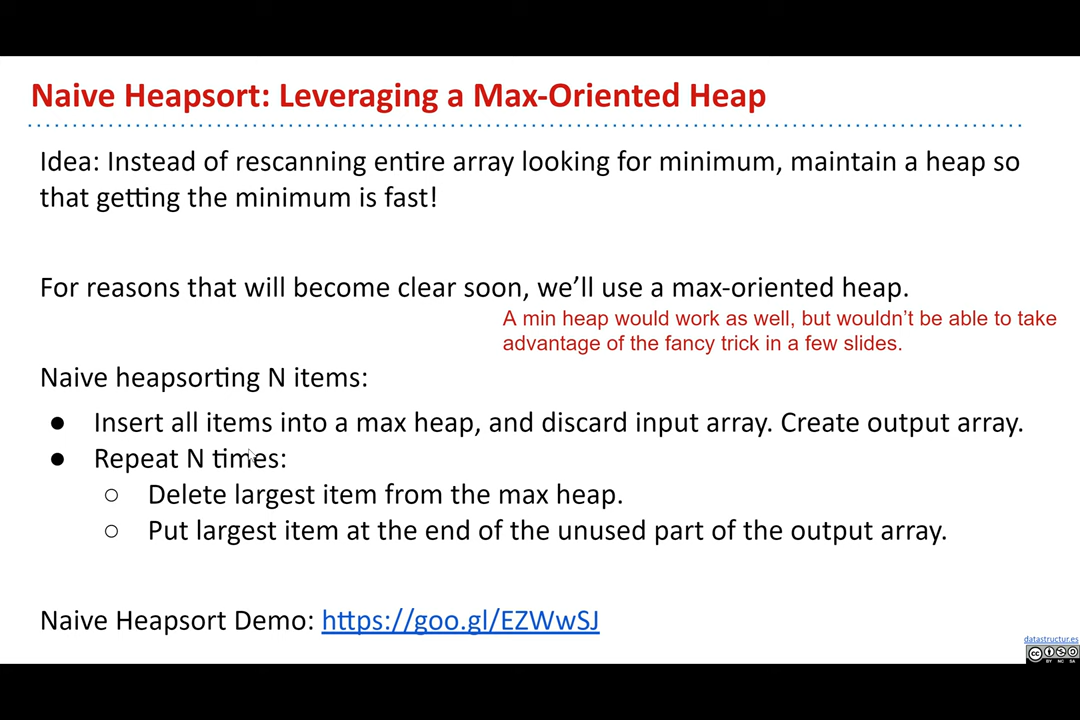 Naive Heapsort: Leveraging a Max-Oriented Heap
Idea: Instead of rescanning entire array looking for minimum, maintain a heap so
that getting the minimum is fast!
For reasons that will become clear soon, we’ll use a max-oriented heap.
A min heap would work as well, but wouldn’t be able to take
advantage of the fancy trick in a few slides.
Naive heapsorting N items:
● Insert all items into a max heap, and discard input array. Create output array.
● Repeat N times:
○ Delete largest item from the max heap.
○ Put largest item at the end of the unused part of the output array.
Naive Heapsort Demo: https://goo.gl/EZWwSJ
datastructur.es
cc BY NC SA